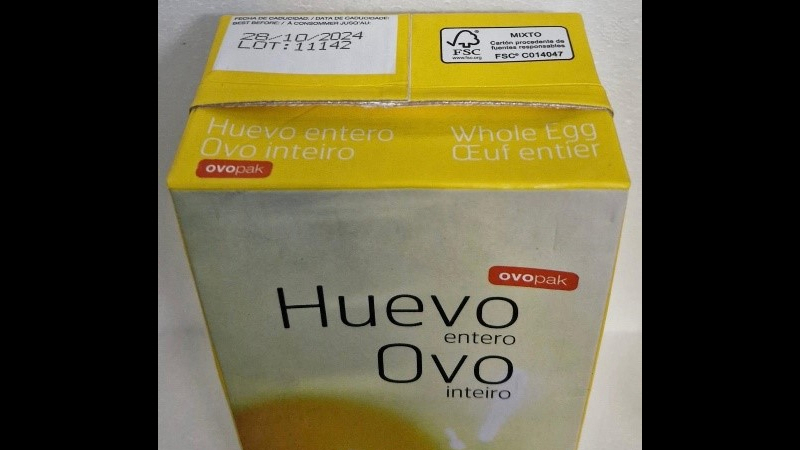 FECHA DE CADUCIDAD: / DATA DE CADUCIDADE:
BEST BEFORE: / À CONSOMMER JUSQU'AU:
28/10/2024
LOT:11142
FSC
www.fsc.org
MIXTO
Cartón procedente de
fuentes responsables
FSC® C014047
Huevo entero
Ovo inteiro
ovopak
Whole Egg
Œuf entier
ovopak
Huevo
entero
Ovo
inteiro